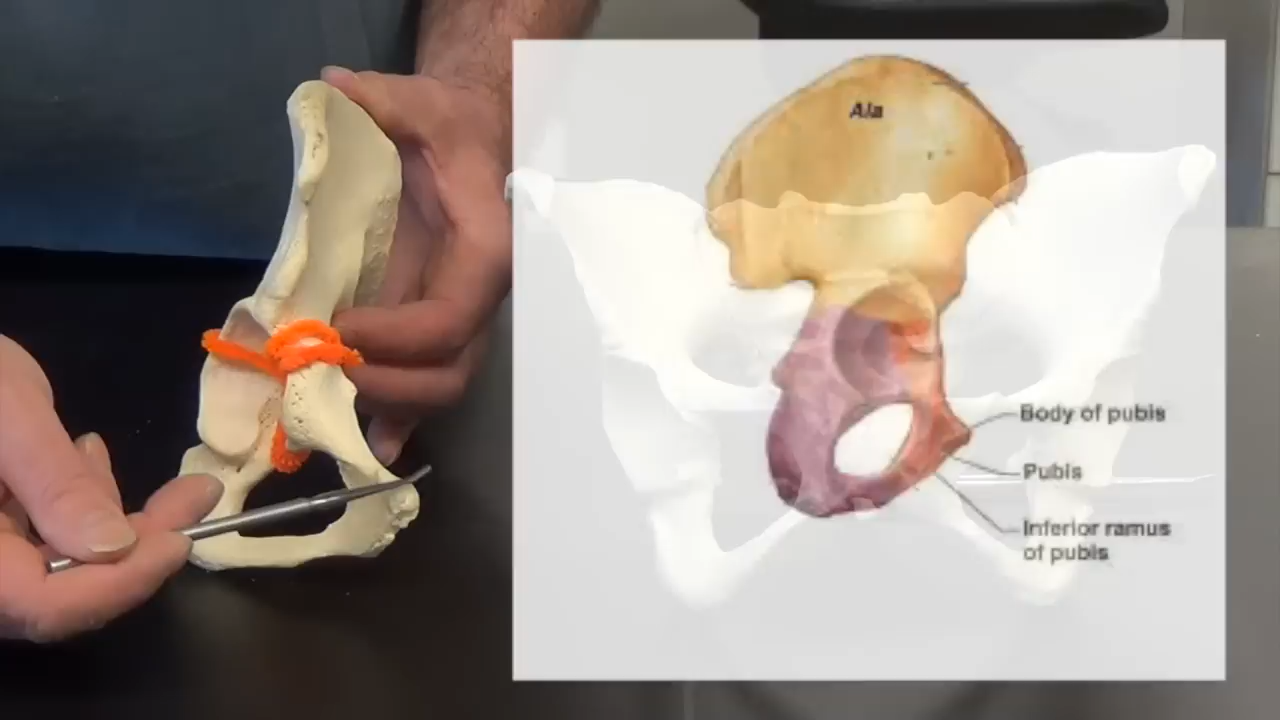 Ala
Body of pubis
Pubis
Inferior ramus
of pubis